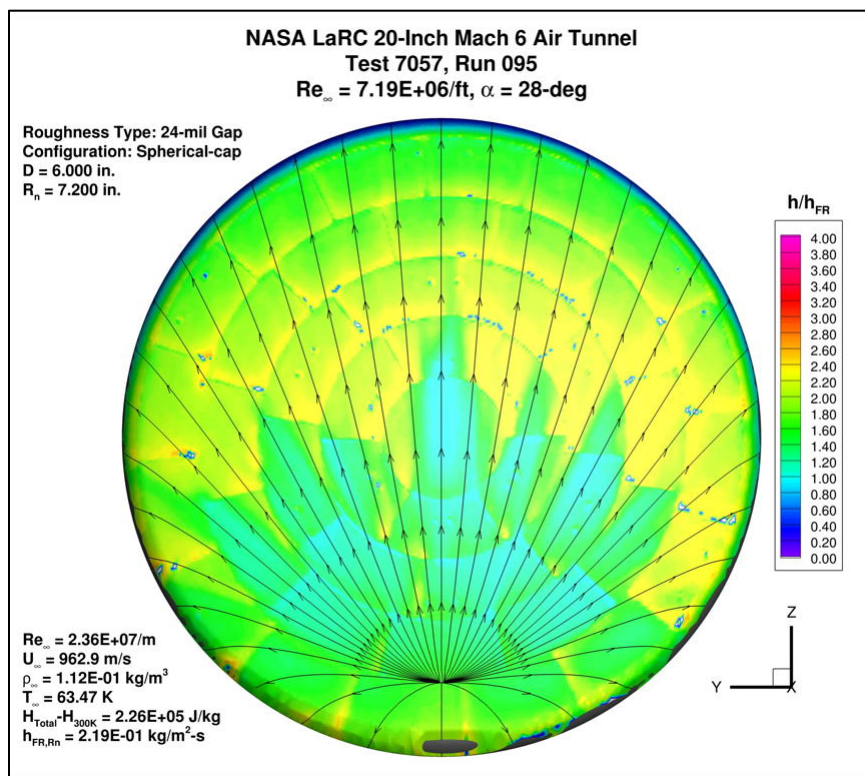 NASA LaRC 20-Inch Mach 6 Air Tunnel
Test 7057, Run 095
Re∞ = 7.19E+06/ft, α = 28-deg
Roughness Type: 24-mil Gap
Configuration: Spherical-cap
D = 6.000 in.
Rn = 7.200 in.
h/hFR
4.00
3.80
3.60
3.40
3.20
3.00
2.80
2.60
2.40
2.20
2.00
1.80
1.60
1.40
1.20
1.00
0.80
0.60
0.40
0.20
0.00
Re∞ = 2.36E+07/m
U∞ = 962.9 m/s
ρ∞ = 1.12E-01 kg/m³
T∞ = 63.47 K
HTotal-H300K = 2.26E+05 J/kg
hFR,Rn = 2.19E-01 kg/m²-s
Z
Y
X